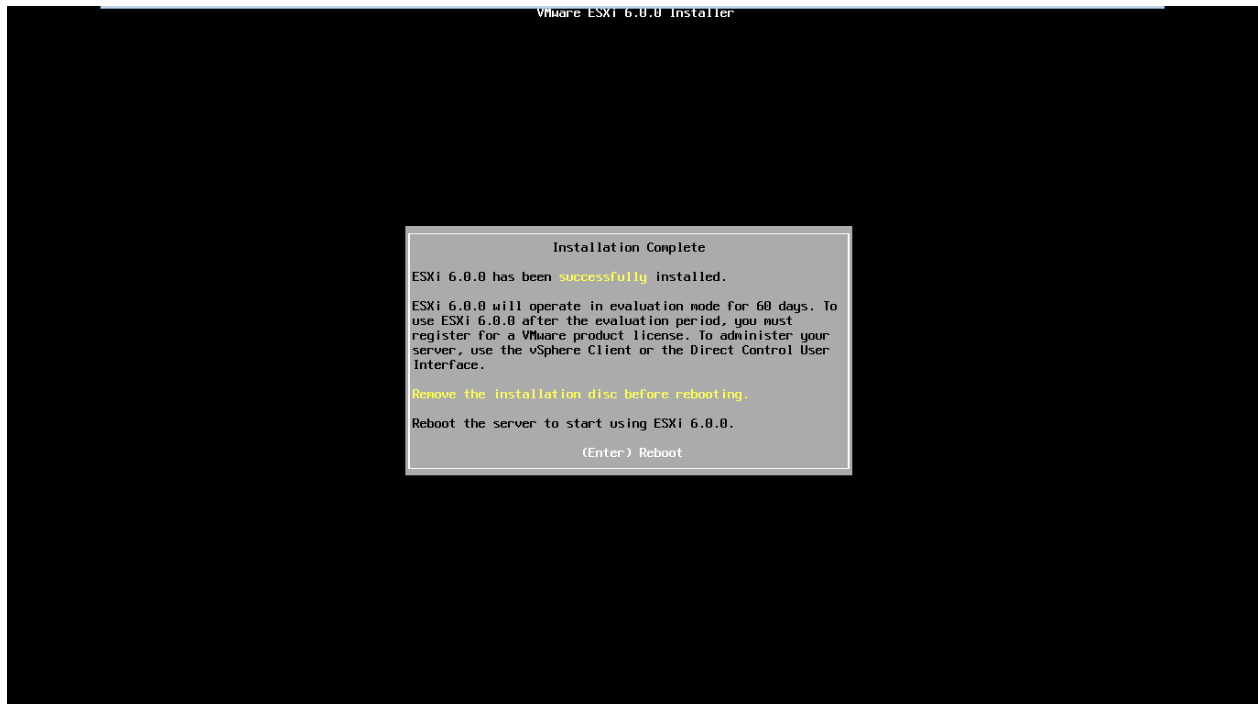 VMware ESXi 6.0.0 Installer
Installation Complete
ESXi 6.0.0 has been successfully installed.
ESXi 6.0.0 will operate in evaluation mode for 60 days. To
use ESXi 6.0.0 after the evaluation period, you must
register for a VMware product license. To administer your
server, use the vSphere Client or the Direct Control User
Interface.
Remove the installation disc before rebooting.
Reboot the server to start using ESXi 6.0.0.
(Enter) Reboot